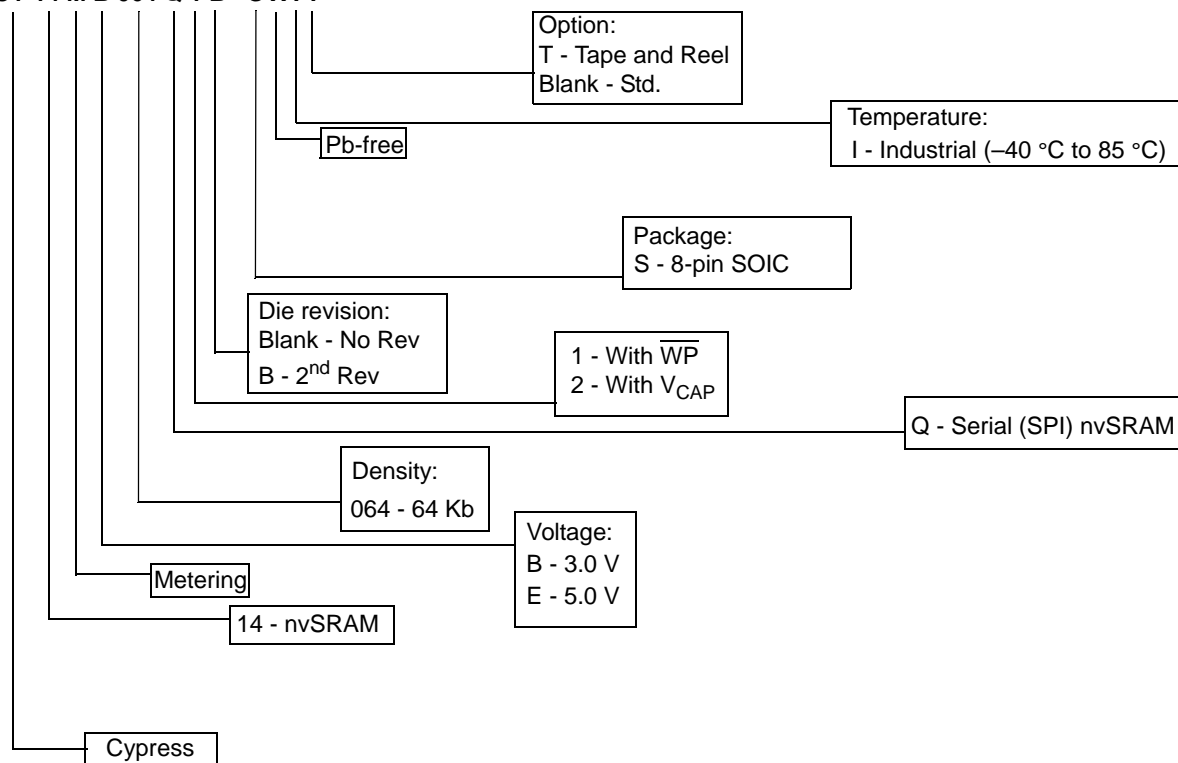 Option:
T - Tape and Reel
Blank - Std.
Temperature:
I - Industrial (–40 °C to 85 °C)
Pb-free
Package:
S - 8-pin SOIC
Die revision:
Blank - No Rev
B - 2nd Rev
1 - With W̅P̅
2 - With VCAP
Q - Serial (SPI) nvSRAM
Density:
064 - 64 Kb
Voltage:
B - 3.0 V
E - 5.0 V
Metering
14 - nvSRAM
Cypress